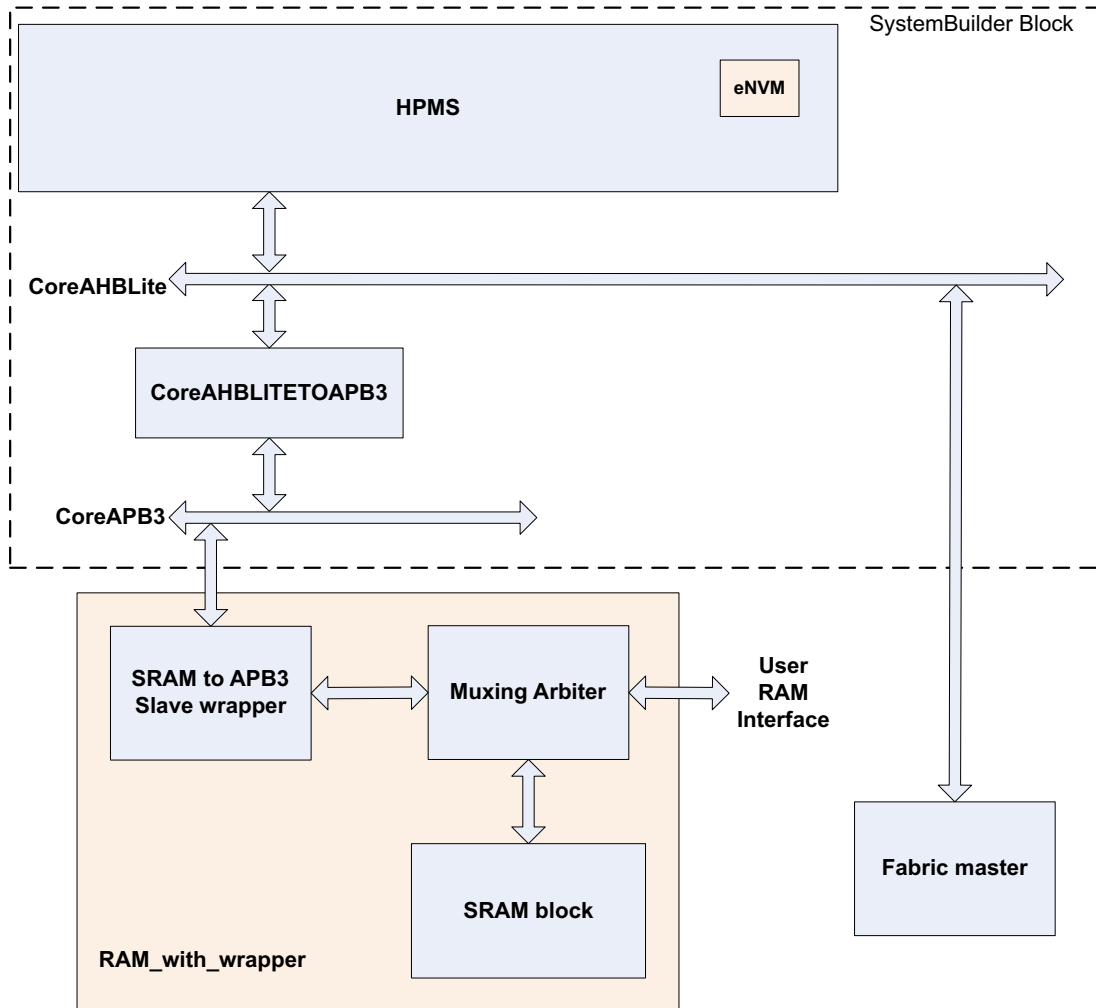 SystemBuilder Block
eNVM
HPMS
CoreAHBLite
CoreAHBLITETOAPB3
CoreAPB3
SRAM to APB3
Slave wrapper
Muxing Arbiter
User
RAM
Interface
Fabric master
SRAM block
RAM_with_wrapper